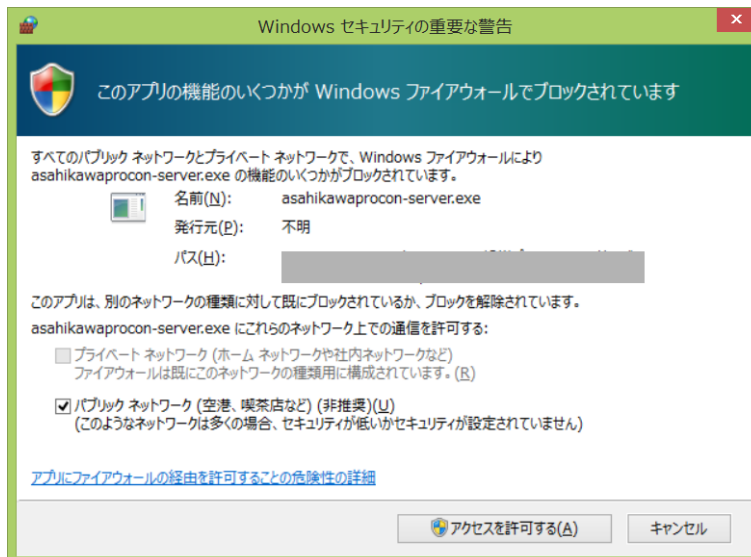 Windows セキュリティの重要な警告
このアプリの機能のいくつかが Windows ファイアウォールでブロックされています
すべてのパブリック ネットワークとプライベート ネットワークで、Windows ファイアウォールにより
asahikawaprocon-server.exe の機能のいくつかがブロックされています。
名前(N): asahikawaprocon-server.exe
発行元(P): 不明
パス(H):
このアプリは、別のネットワークの種類に対して既にブロックされているか、ブロックを解除されています。
asahikawaprocon-server.exe にこれらのネットワーク上での通信を許可する:
プライベート ネットワーク (ホーム ネットワークや社内ネットワークなど)
ファイアウォールは既にこのネットワークの種類用に構成されています。(R)
パブリック ネットワーク (空港、喫茶店など) (非推奨)(U)
(このようなネットワークは多くの場合、セキュリティが低いかセキュリティが設定されていません)
アプリにファイアウォールの経由を許可することの危険性の詳細
アクセスを許可する(A) キャンセル